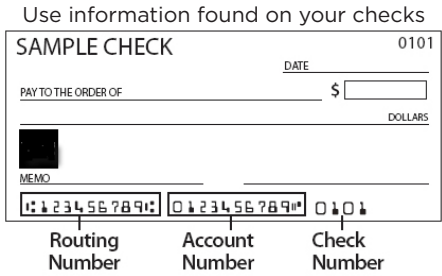 Use information found on your checks
SAMPLE CHECK 0101
DATE
PAY TO THE ORDER OF $
DOLLARS
MEMO
⑆123456789⑆ 0123456789⑈ 0101
Routing Number Account Number Check Number